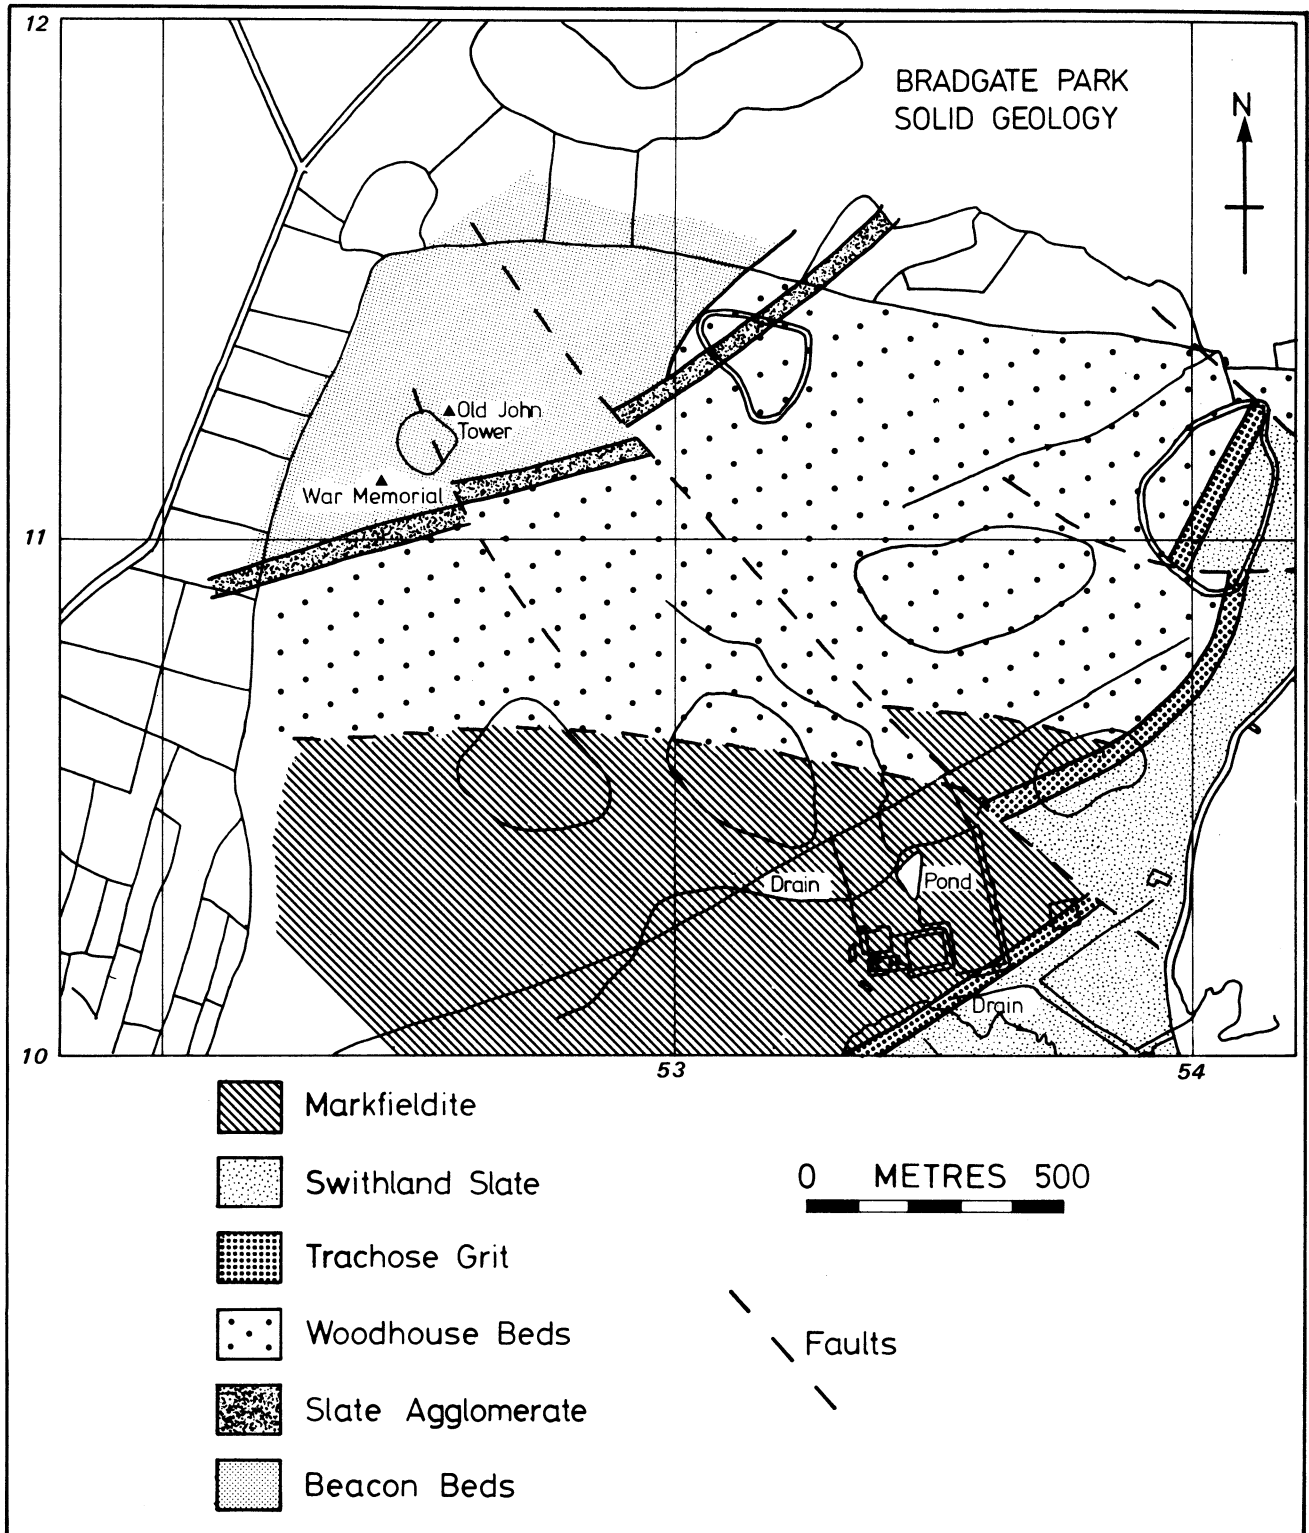 12
BRADGATE PARK
SOLID GEOLOGY
N
Old John
Tower
War Memorial
11
Drain
Pond
Drain
10
53
54
Markfieldite
Swithland Slate
Trachose Grit
Woodhouse Beds
Slate Agglomerate
Beacon Beds
0 METRES 500
Faults